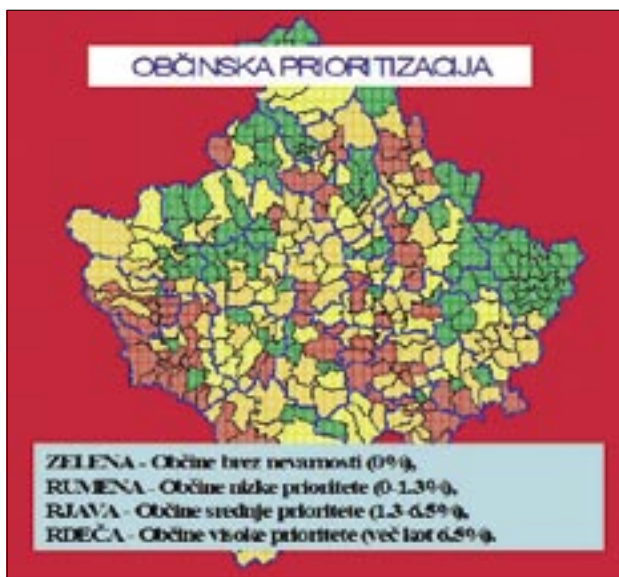 OBČINSKA PRIORITIZACIJA
ZELENA - Občine brez nevarnosti (0%),
RUMENA - Občine nizke prioritete (0-1.3%),
RJAVA - Občine srednje prioritete (1.3-6.5%),
RDEČA - Občine visoke prioritete (več kot 6.5%).